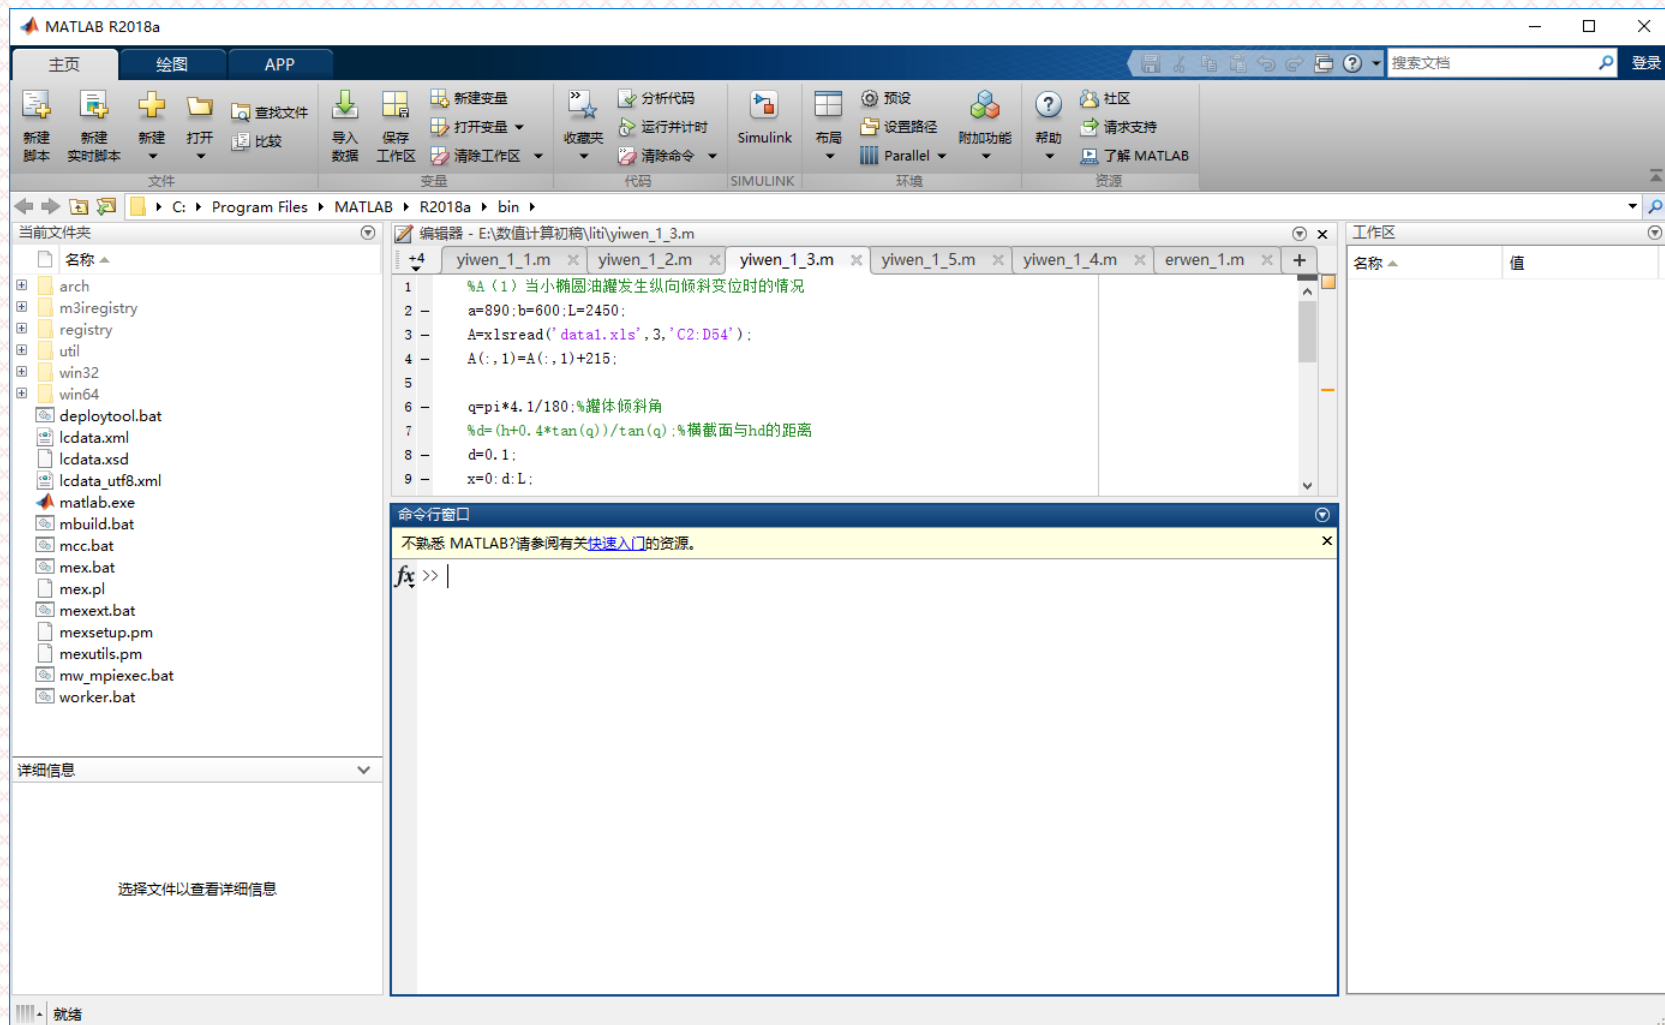 MATLAB R2018a
主页 绘图 APP
搜索文档 登录
新建脚本 新建实时脚本 新建 打开 查找文件 比较
文件
导入数据 保存工作区 新建变量 打开变量 清除工作区
变量
收藏夹 分析代码 运行并计时 清除命令
代码
Simulink
SIMULINK
布局 预设 设置路径 Parallel 附加功能
环境
帮助 社区 请求支持 了解 MATLAB
资源
C: Program Files MATLAB R2018a bin
当前文件夹
名称
arch
m3iregistry
registry
util
win32
win64
deploytool.bat
lcdata.xml
lcdata.xsd
lcdata_utf8.xml
matlab.exe
mbuild.bat
mcc.bat
mex.bat
mex.pl
mexext.bat
mexsetup.pm
mexutils.pm
mw_mpiexec.bat
worker.bat
详细信息
选择文件以查看详细信息
编辑器 - E:\数值计算初稿\liti\yiwen_1_3.m
+4 yiwen_1_1.m yiwen_1_2.m yiwen_1_3.m yiwen_1_5.m yiwen_1_4.m erwen_1.m +
1 %A（1）当小椭圆油罐发生纵向倾斜变位时的情况
2 – a=890;b=600;L=2450;
3 – A=xlsread('data1.xls',3,'C2:D54');
4 – A(:,1)=A(:,1)+215;
5
6 – q=pi*4.1/180;%罐体倾斜角
7 %d=(h+0.4*tan(q))/tan(q);%横截面与hd的距离
8 – d=0.1;
9 – x=0:d:L;
命令行窗口
不熟悉 MATLAB?请参阅有关快速入门的资源。
fx >>
工作区
名称 值
就绪